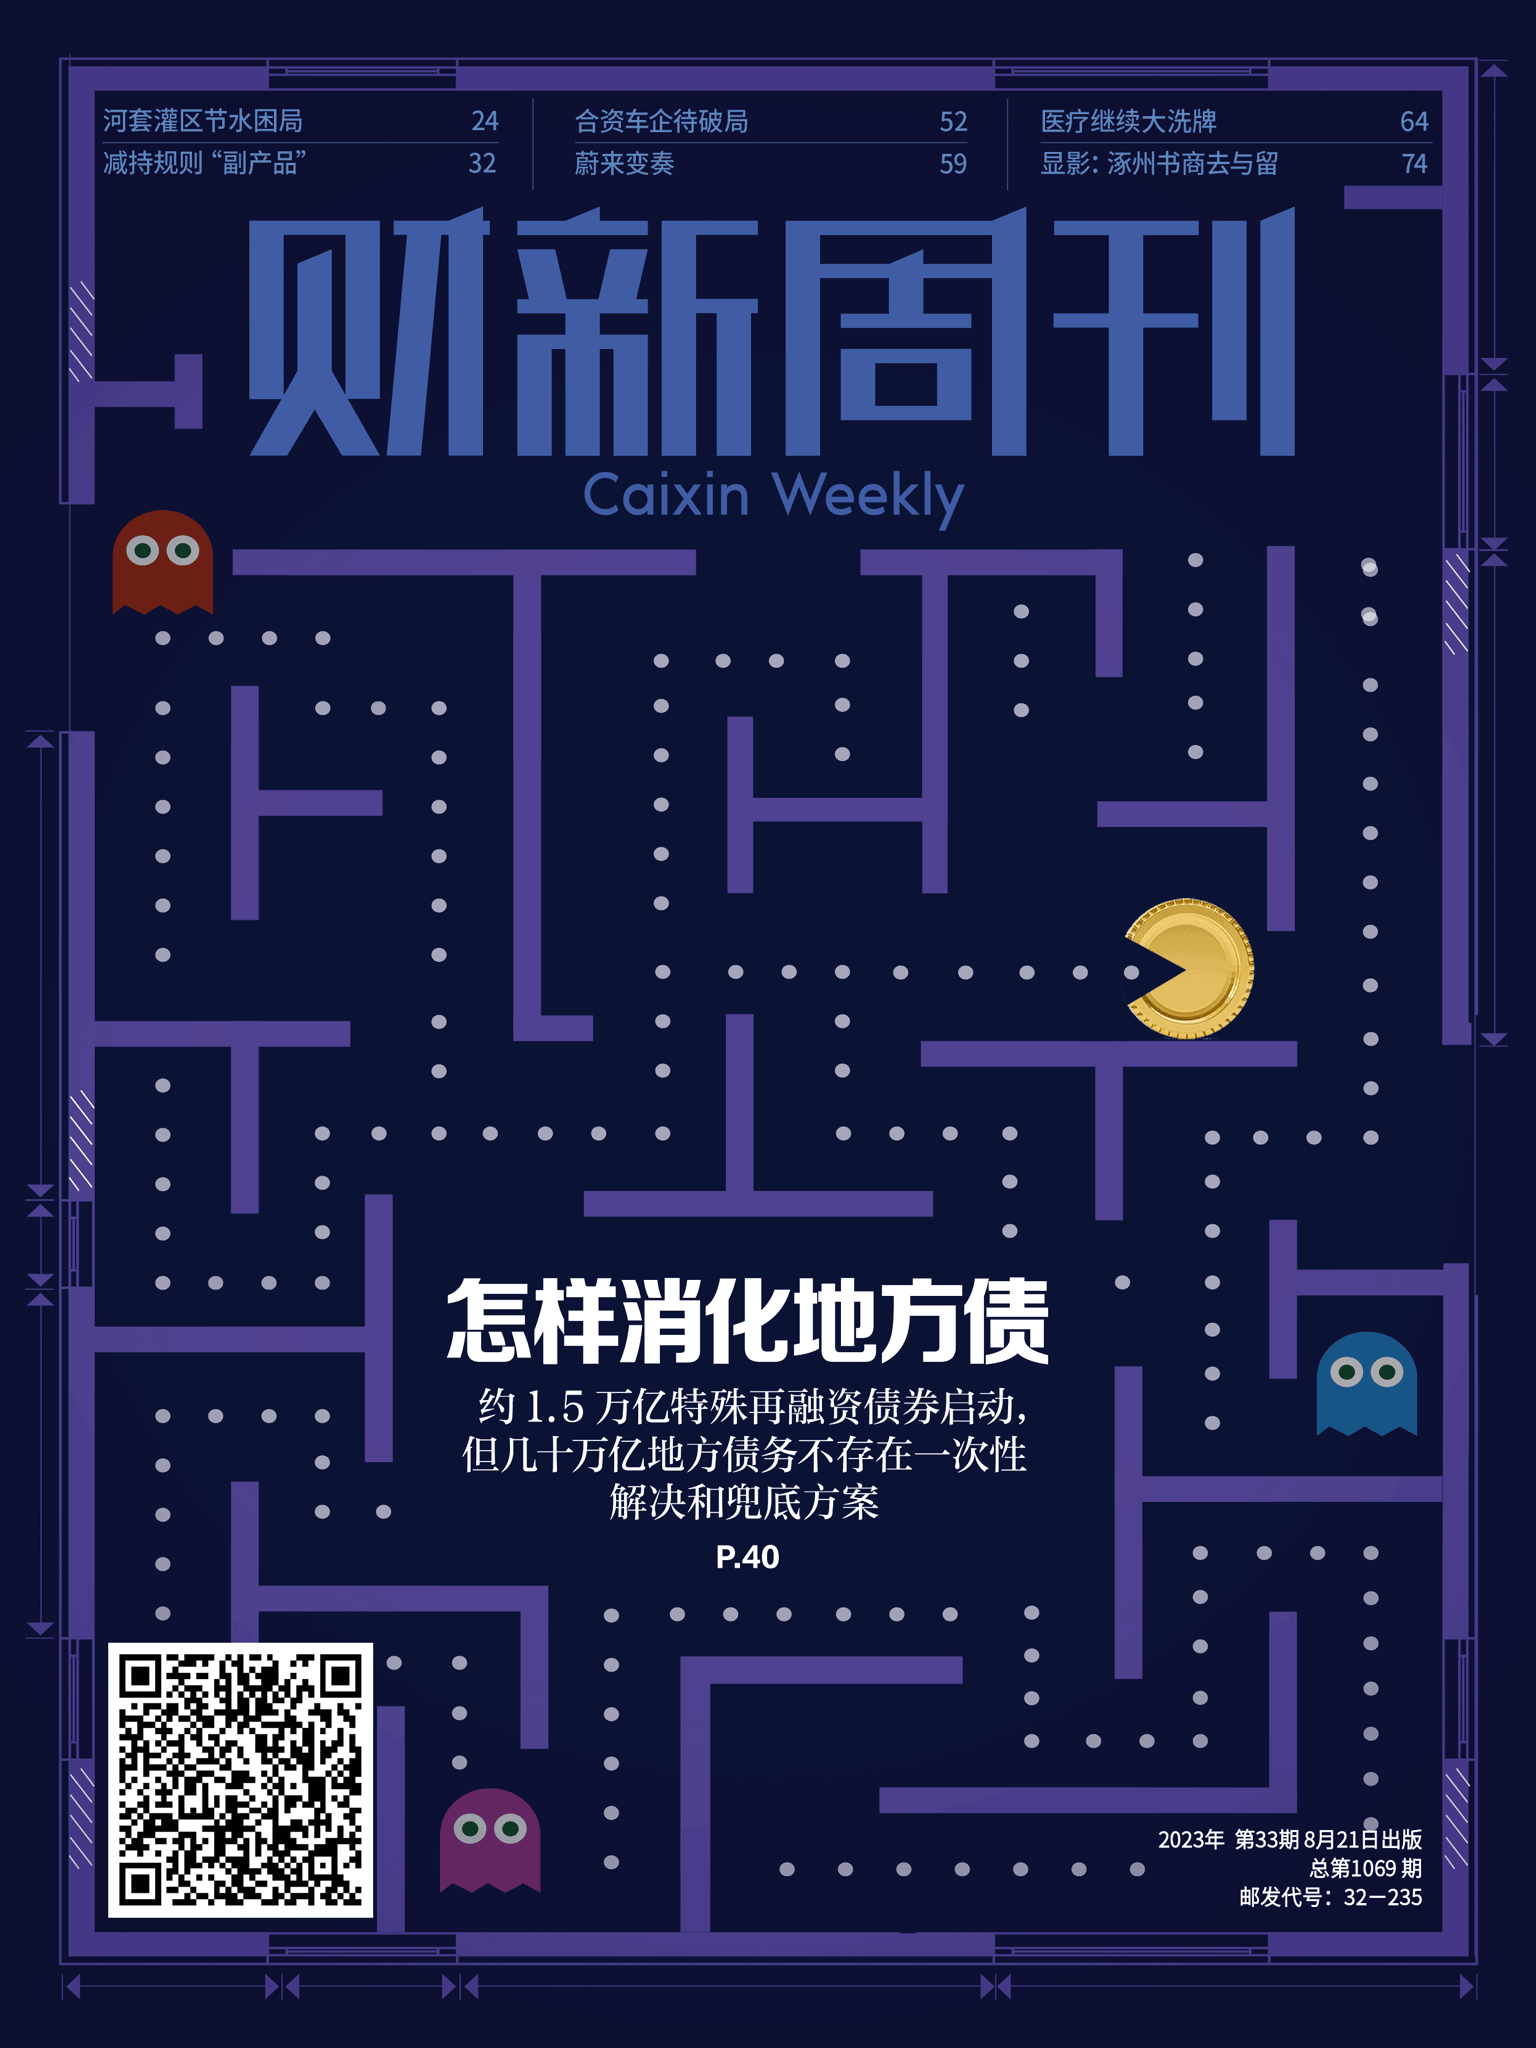 河套灌区节水困局 24
减持规则“副产品” 32
合资车企待破局 52
蔚来变奏 59
医疗继续大洗牌 64
显影：涿州书商去与留 74
财新周刊
Caixin Weekly
怎样消化地方债
约 1.5 万亿特殊再融资债券启动，
但几十万亿地方债务不存在一次性
解决和兜底方案
P.40
2023年 第33期 8月21日出版
总第1069 期
邮发代号：32—235